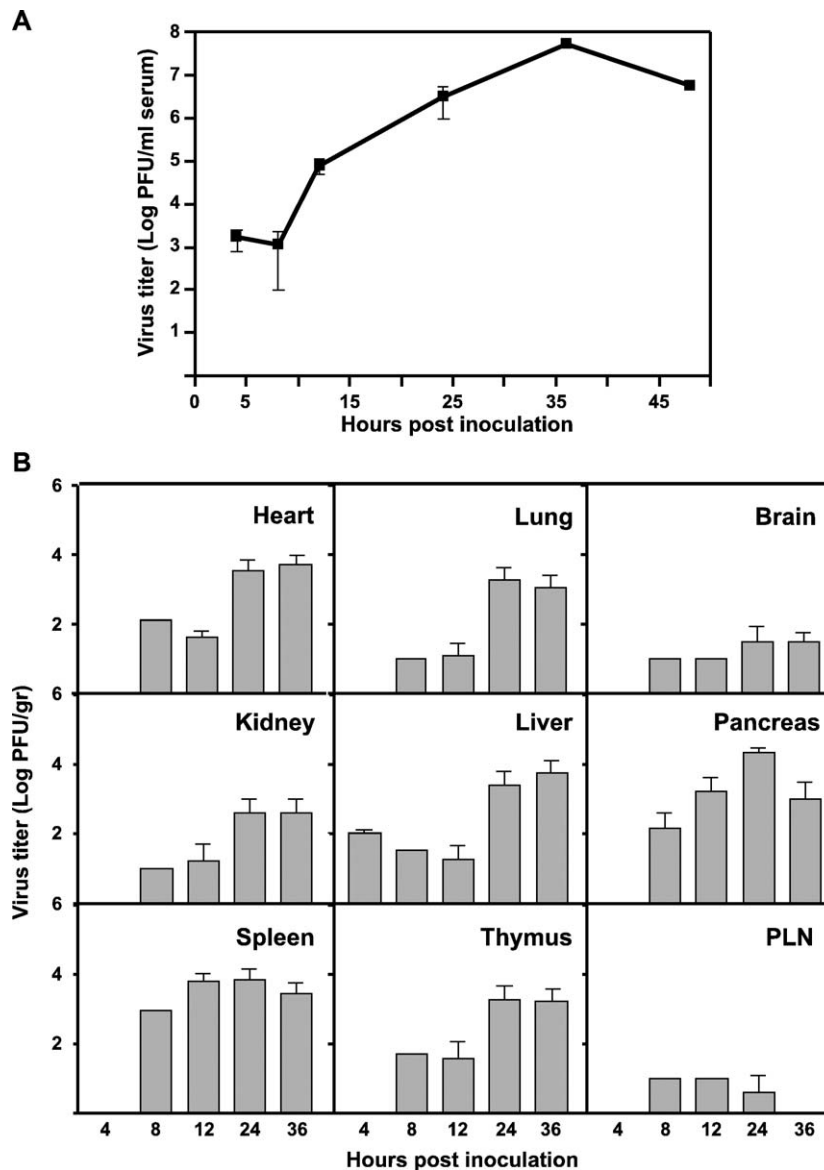 A
Virus titer (Log PFU/ml serum)
8
7
6
5
4
3
2
1
0 5 15 25 35 45
Hours post inoculation
B
Virus titer (Log PFU/gr)
6 Heart Lung Brain
4
2
6 Kidney Liver Pancreas
4
2
6 Spleen Thymus PLN
4
2
4 8 12 24 36 4 8 12 24 36 4 8 12 24 36
Hours post inoculation